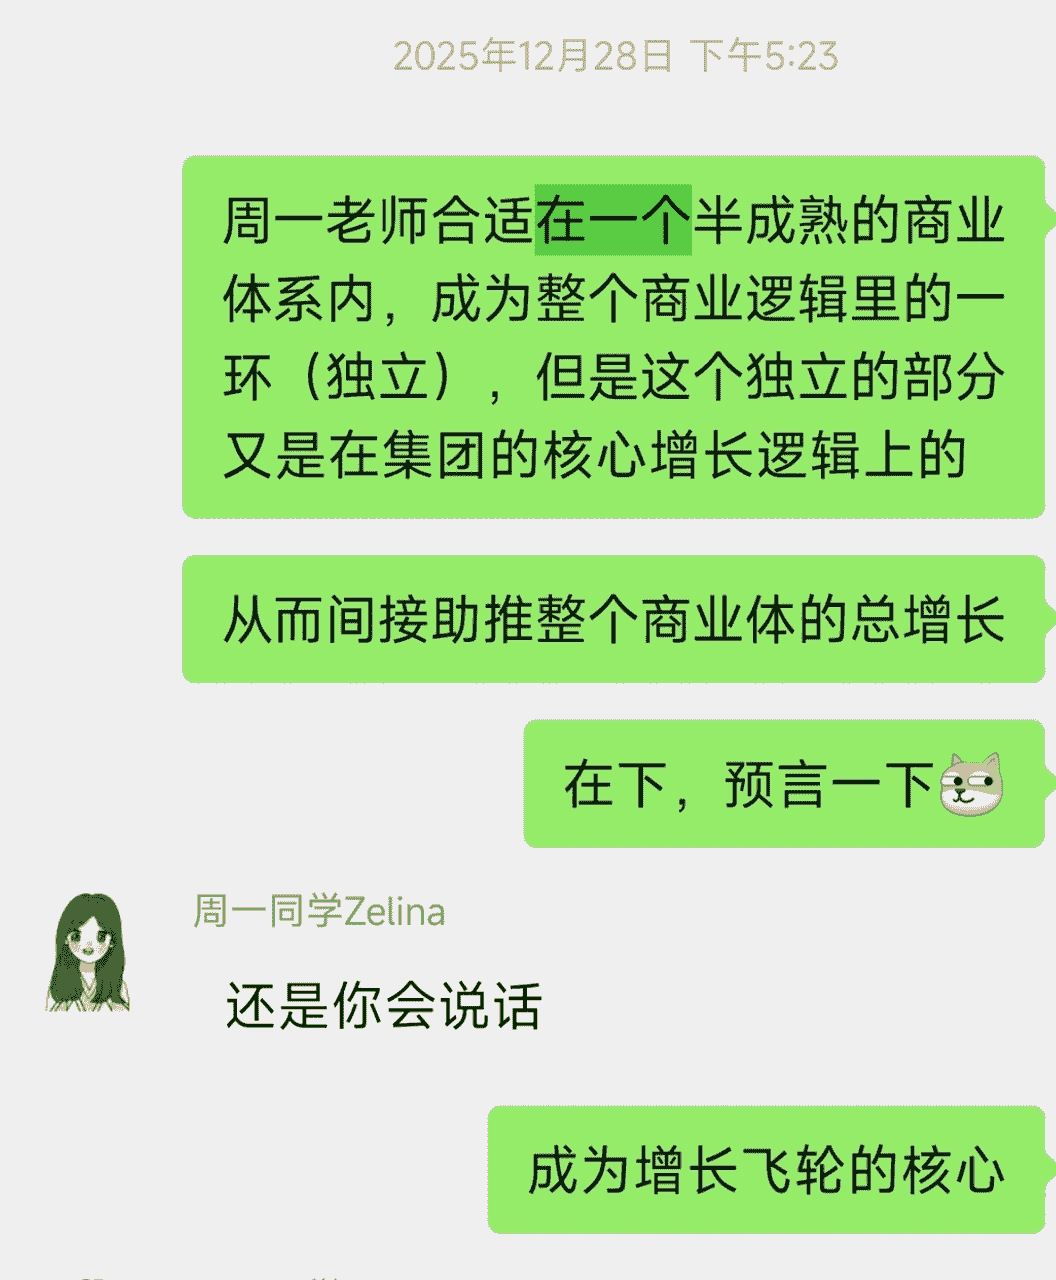 2025年12月28日 下午5:23
周一老师合适在一个半成熟的商业
体系内，成为整个商业逻辑里的一
环（独立），但是这个独立的部分
又是在集团的核心增长逻辑上的
从而间接助推整个商业体的总增长
在下，预言一下
周一同学Zelina
还是你会说话
成为增长飞轮的核心